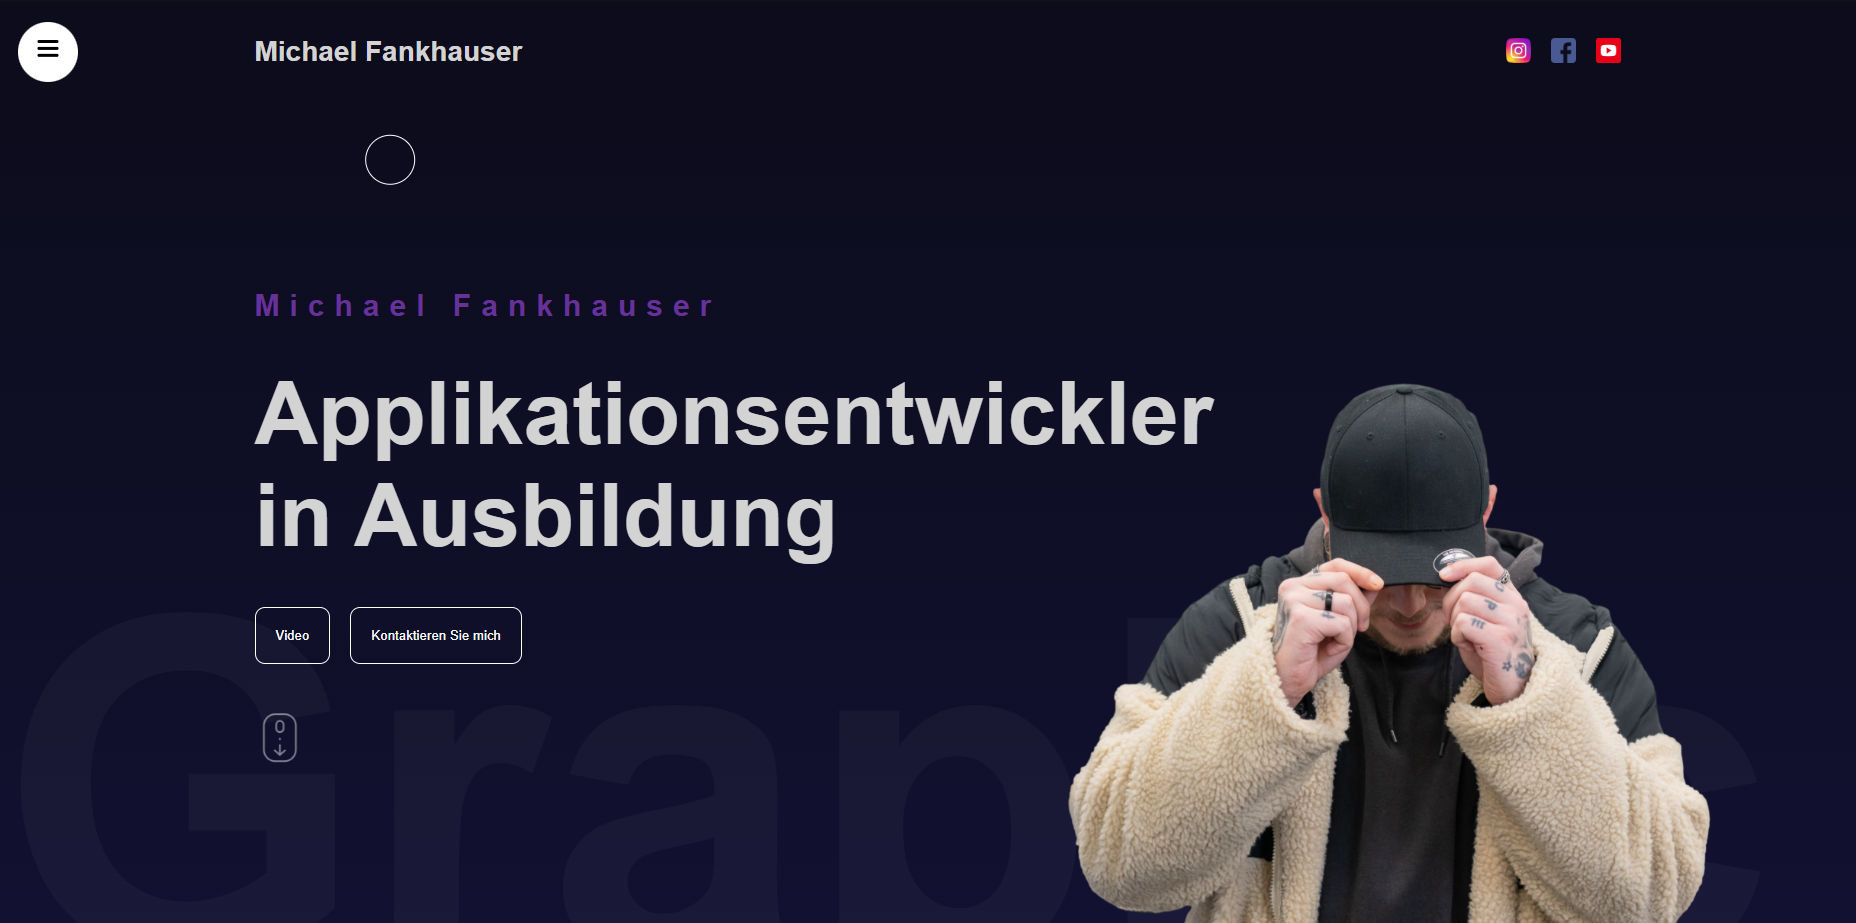 Michael Fankhauser
Michael Fankhauser
Applikationsentwickler
in Ausbildung
Video
Kontaktieren Sie mich